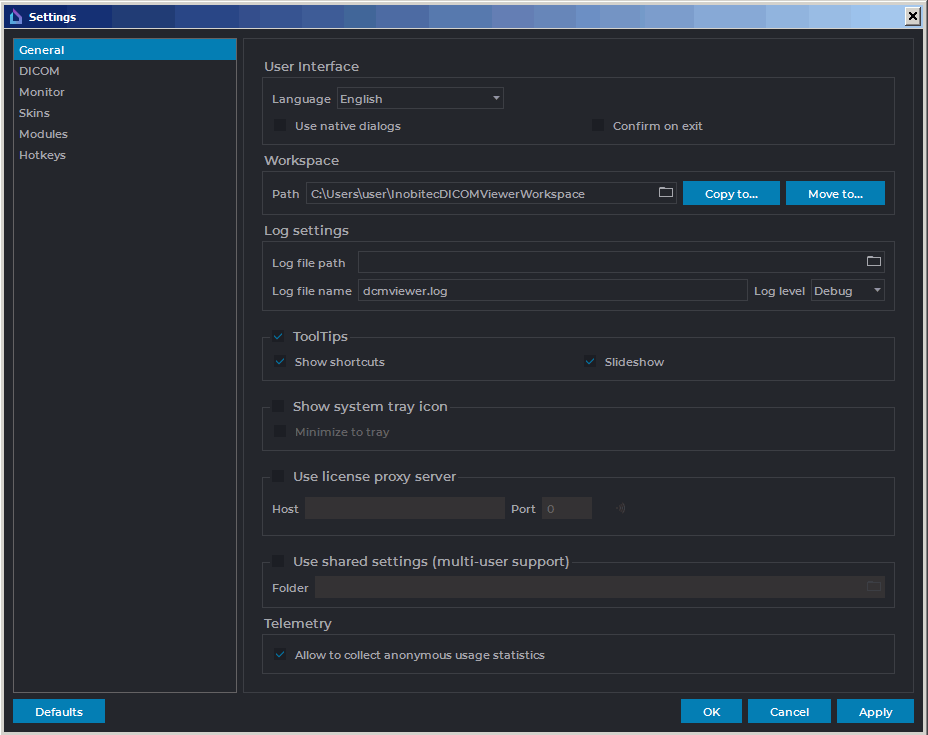 Settings
General
DICOM
Monitor
Skins
Modules
Hotkeys
User Interface
Language English
Use native dialogs Confirm on exit
Workspace
Path C:\Users\user\InobitecDICOMViewerWorkspace Copy to... Move to...
Log settings
Log file path
Log file name dcmviewer.log Log level Debug
ToolTips
Show shortcuts Slideshow
Show system tray icon
Minimize to tray
Use license proxy server
Host Port 0
Use shared settings (multi-user support)
Folder
Telemetry
Allow to collect anonymous usage statistics
Defaults OK Cancel Apply